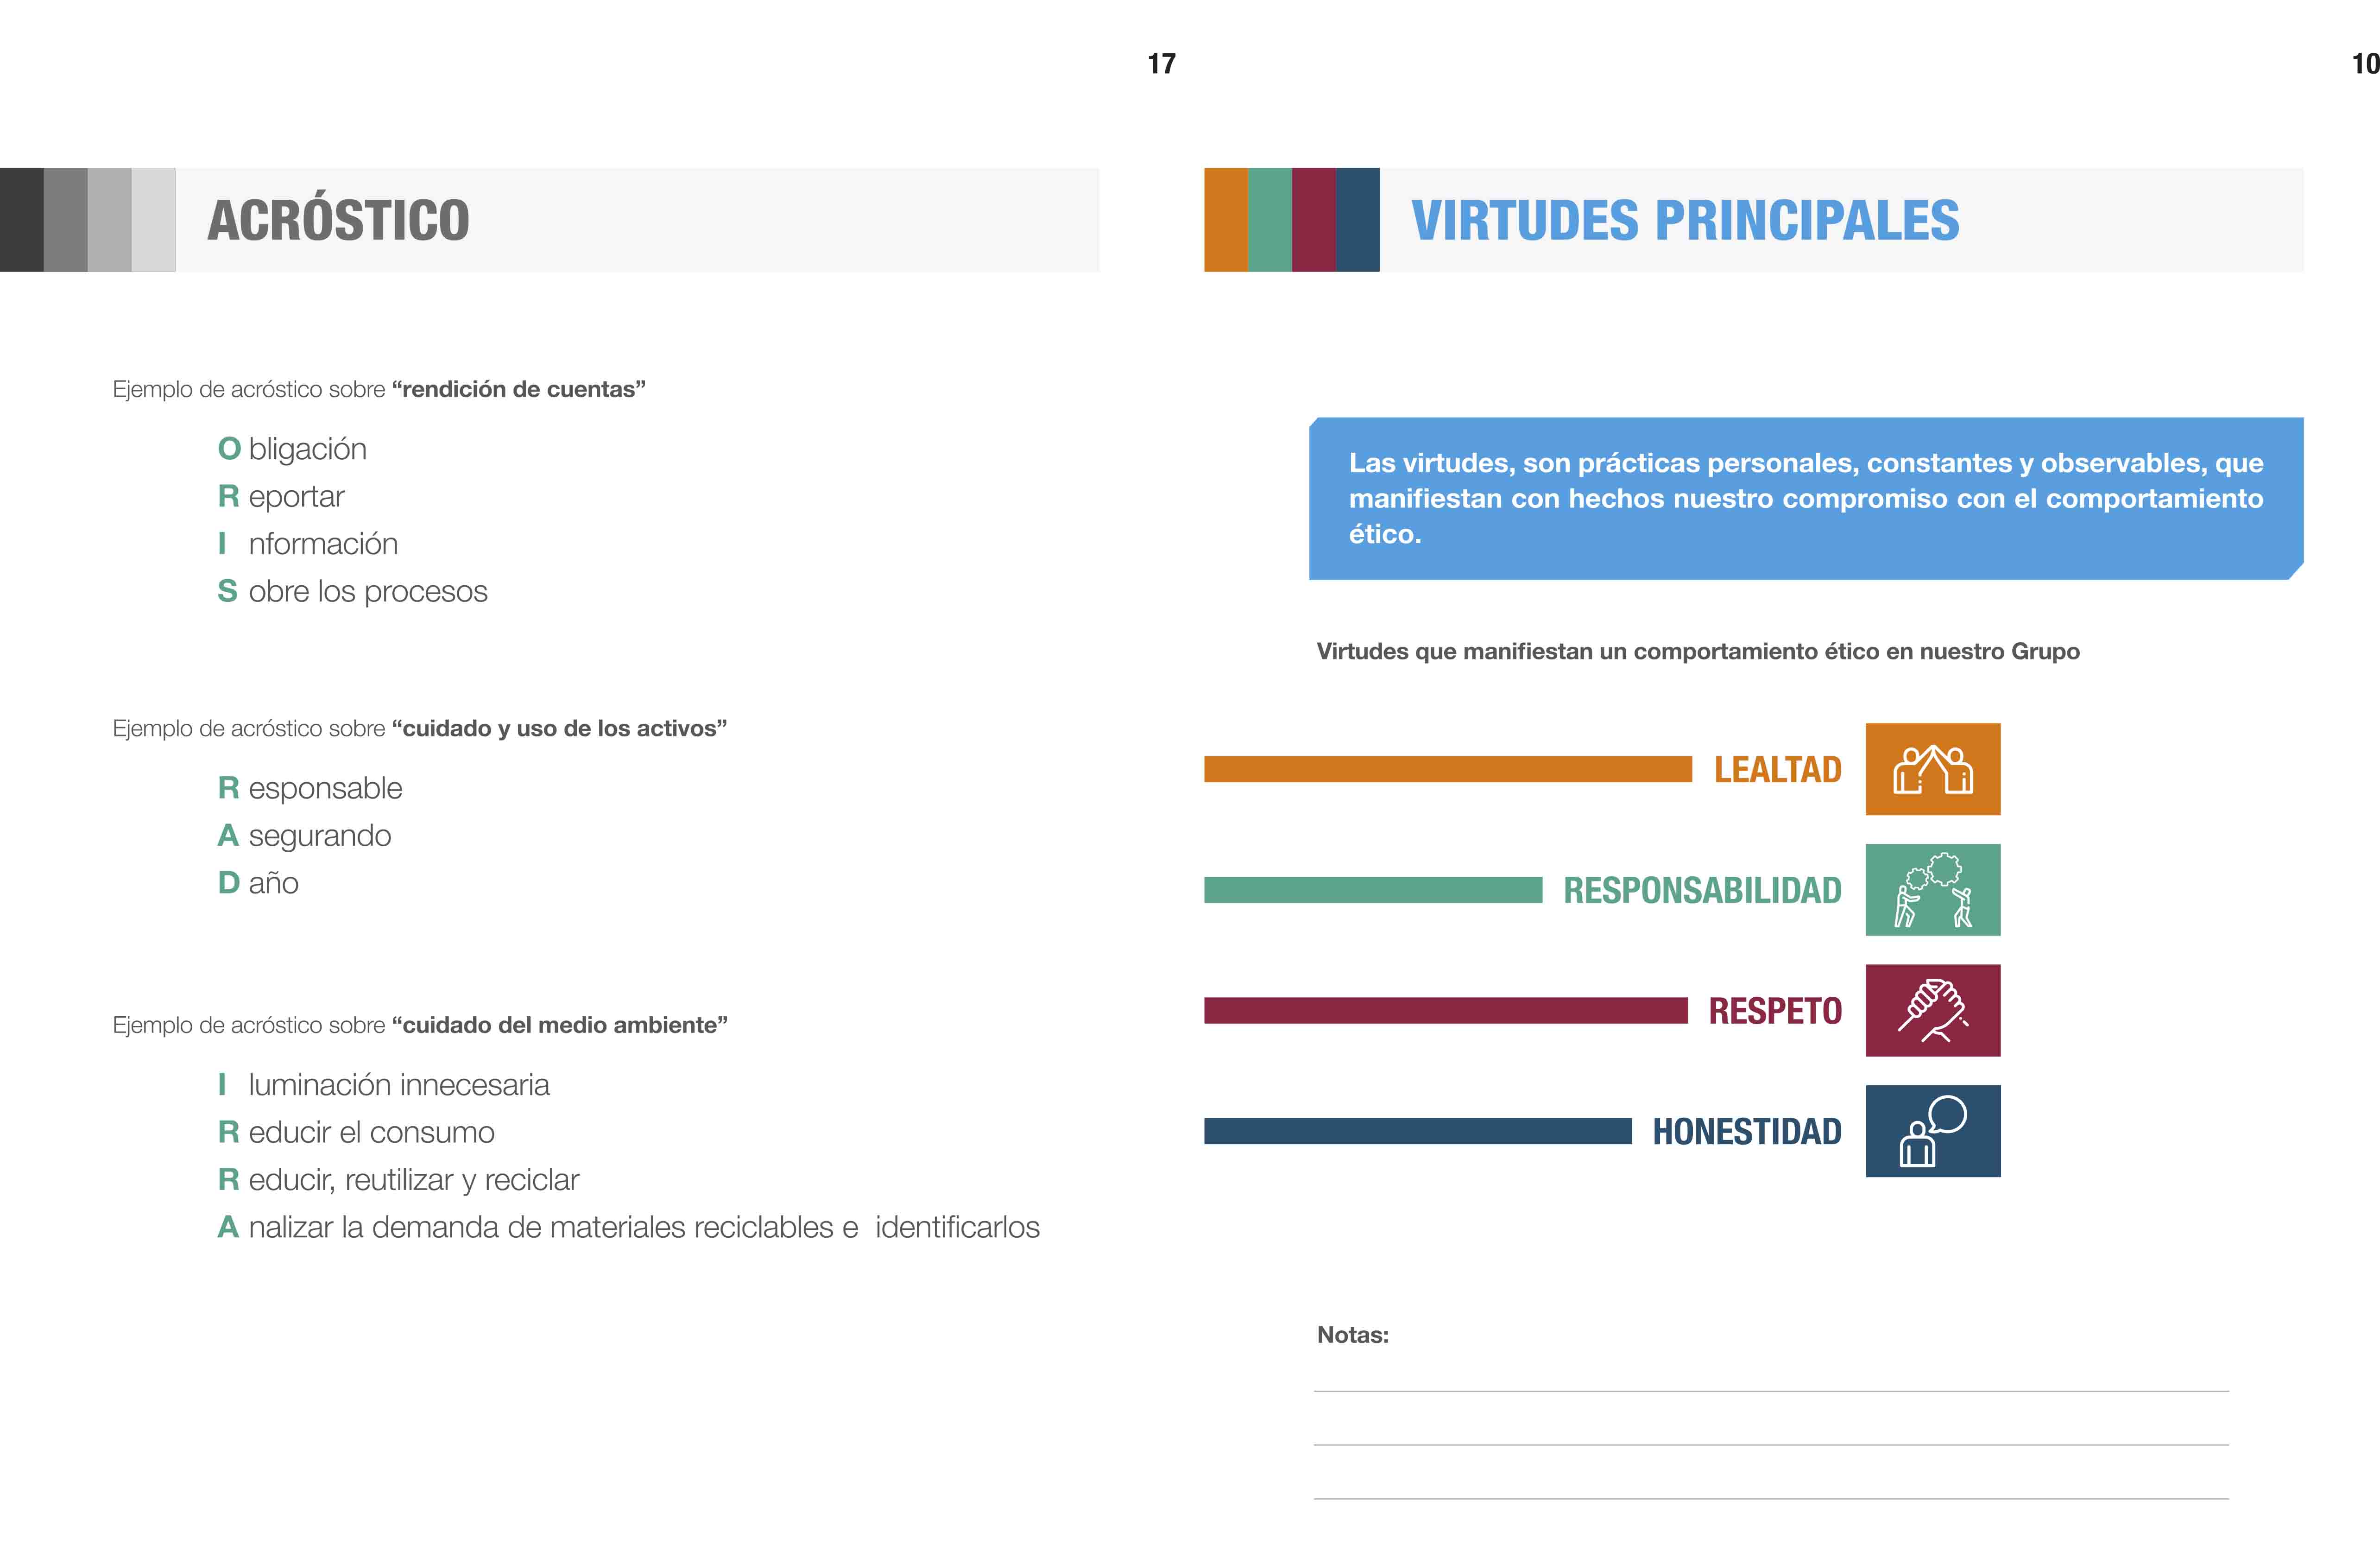 17
ACRÓSTICO
Ejemplo de acróstico sobre “rendición de cuentas”
O bligación
R eportar
I nformación
S obre los procesos
Ejemplo de acróstico sobre “cuidado y uso de los activos”
R esponsable
A segurando
D año
Ejemplo de acróstico sobre “cuidado del medio ambiente”
I luminación innecesaria
R educir el consumo
R educir, reutilizar y reciclar
A nalizar la demanda de materiales reciclables e identificarlos
10
VIRTUDES PRINCIPALES
Las virtudes, son prácticas personales, constantes y observables, que
manifiestan con hechos nuestro compromiso con el comportamiento
ético.
Virtudes que manifiestan un comportamiento ético en nuestro Grupo
LEALTAD
RESPONSABILIDAD
RESPETO
HONESTIDAD
Notas: